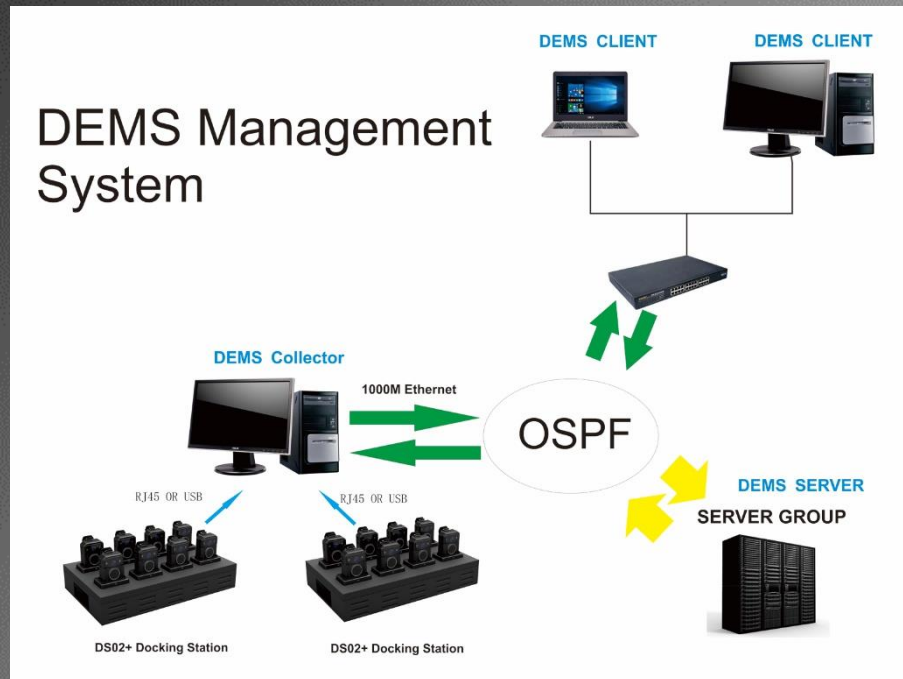 DEMS CLIENT
DEMS CLIENT
DEMS Management
System
DEMS Collector
1000M Ethernet
OSPF
RJ45 OR USB
RJ45 OR USB
DEMS SERVER
SERVER GROUP
DS02+ Docking Station
DS02+ Docking Station